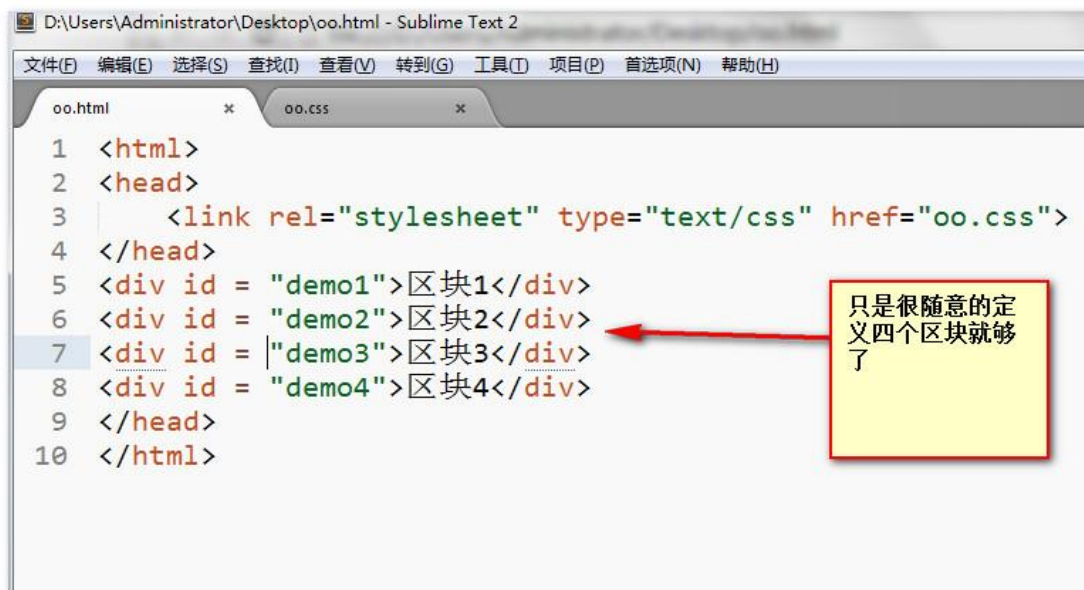 D:\Users\Administrator\Desktop\oo.html - Sublime Text 2
文件(F) 编辑(E) 选择(S) 查找(I) 查看(V) 转到(G) 工具(T) 项目(P) 首选项(N) 帮助(H)
oo.html × oo.css ×
1 <html>
2 <head>
3     <link rel="stylesheet" type="text/css" href="oo.css">
4 </head>
5 <div id = "demo1">区块1</div>
6 <div id = "demo2">区块2</div>
7 <div id = "demo3">区块3</div>
8 <div id = "demo4">区块4</div>
9 </head>
10 </html>
只是很随意的定
义四个区块就够
了